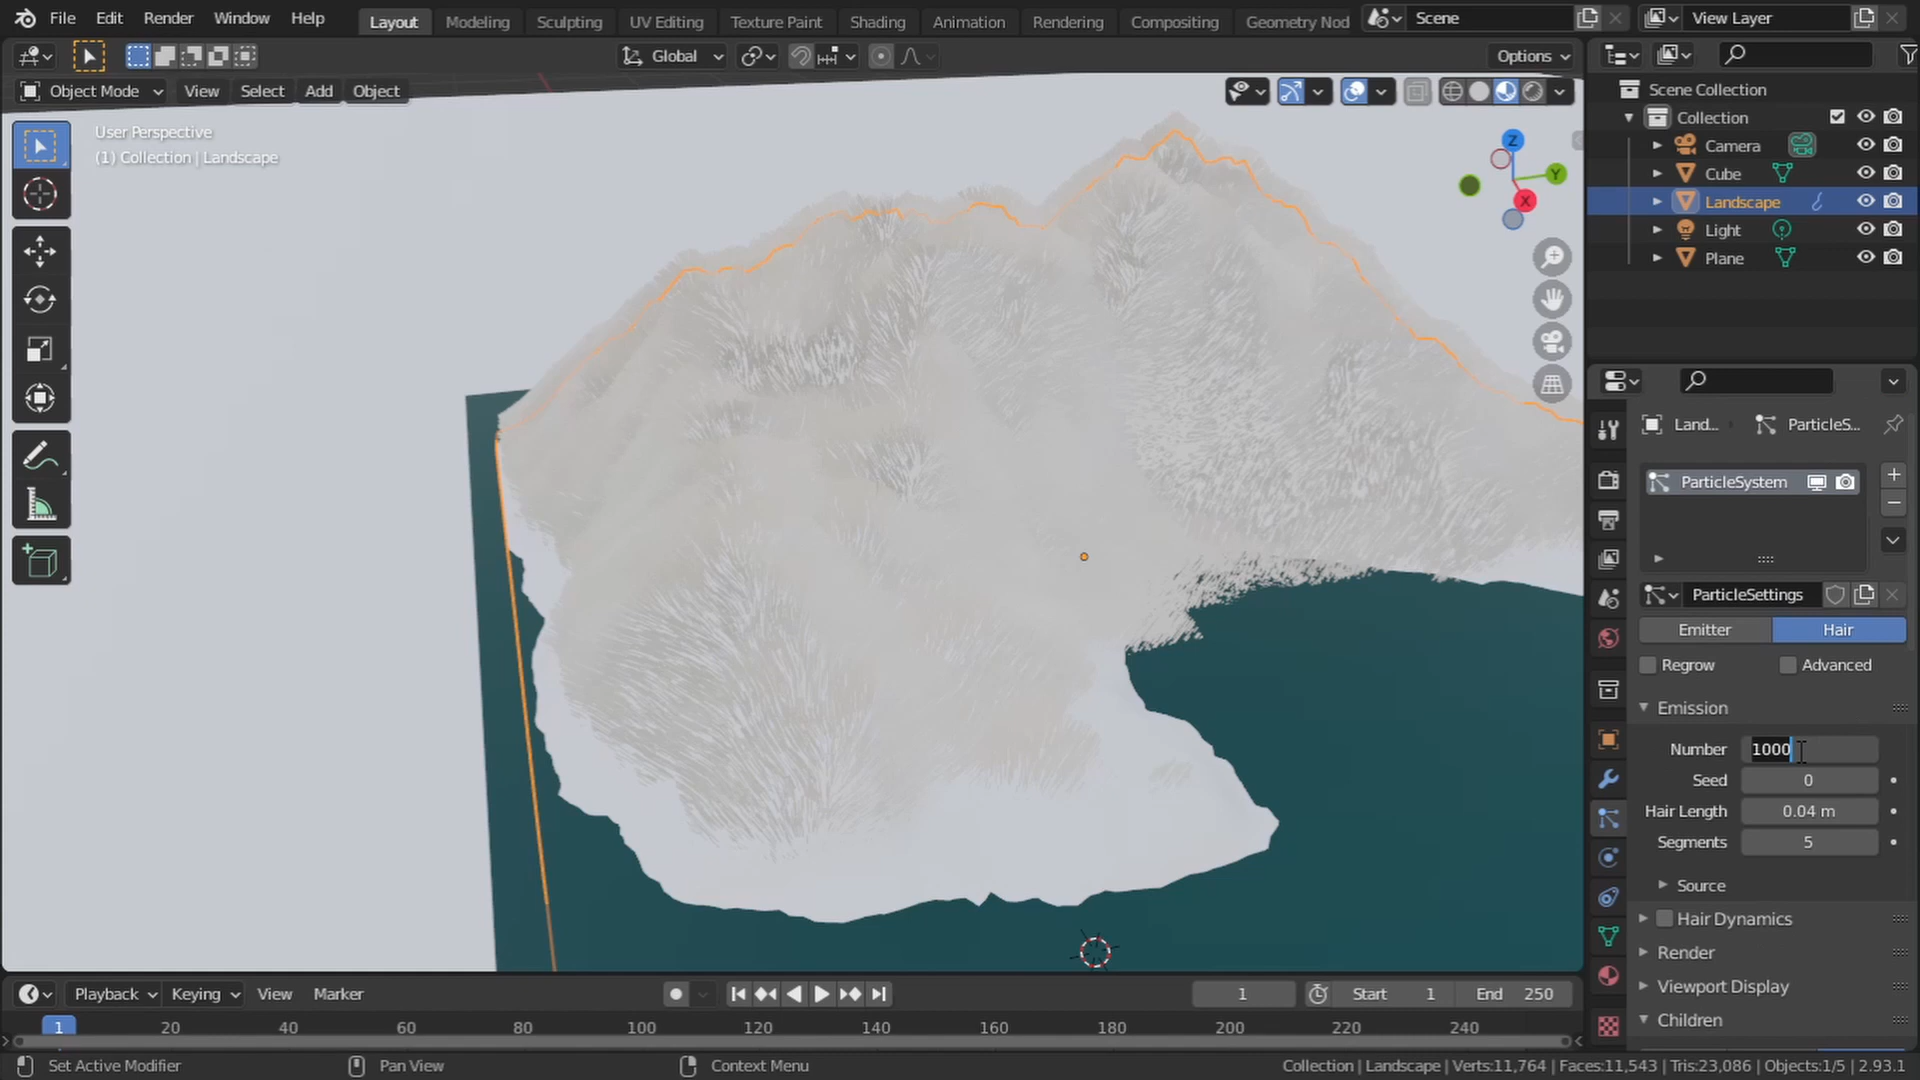 File Edit Render Window Help
Layout Modeling Sculpting UV Editing Texture Paint Shading Animation Rendering Compositing Geometry Nod
Scene View Layer
Global
Options
Object Mode View Select Add Object
User Perspective
(1) Collection | Landscape
Z
Y
X
Scene Collection
Collection
Camera
Cube
Landscape
Light
Plane
Land... ParticleS...
ParticleSystem
ParticleSettings
Emitter Hair
Regrow Advanced
Emission
Number 1000
Seed 0
Hair Length 0.04 m
Segments 5
Source
Hair Dynamics
Render
Viewport Display
Children
Playback Keying View Marker
1 Start 1 End 250
1 20 40 60 80 100 120 140 160 180 200 220 240
Set Active Modifier Pan View Context Menu
Collection | Landscape | Verts:11,764 | Faces:11,543 | Tris:23,086 | Objects:1/5 | 2.93.1